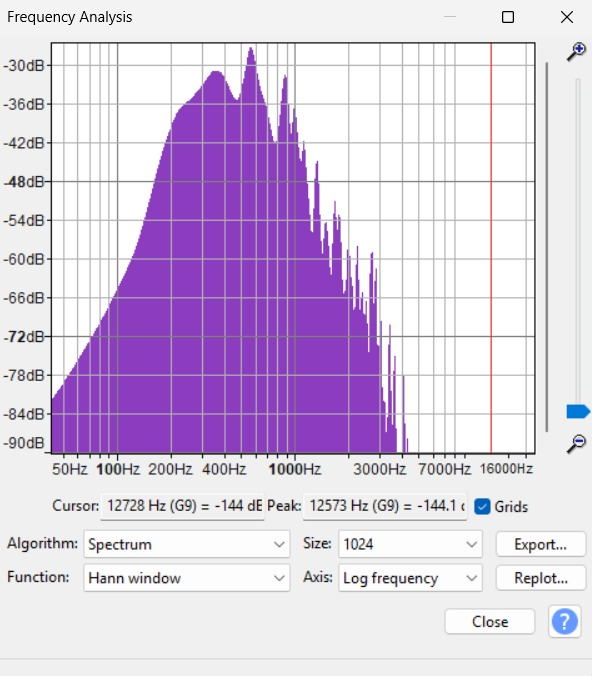 Frequency Analysis
-30dB
-36dB
-42dB
-48dB
-54dB
-60dB
-66dB
-72dB
-78dB
-84dB
-90dB
50Hz 100Hz 200Hz 400Hz 1000Hz 3000Hz 7000Hz 16000Hz
Cursor: 12728 Hz (G9) = -144 dE Peak: 12573 Hz (G9) = -144.1 c Grids
Algorithm: Spectrum Size: 1024 Export...
Function: Hann window Axis: Log frequency Replot...
Close ?